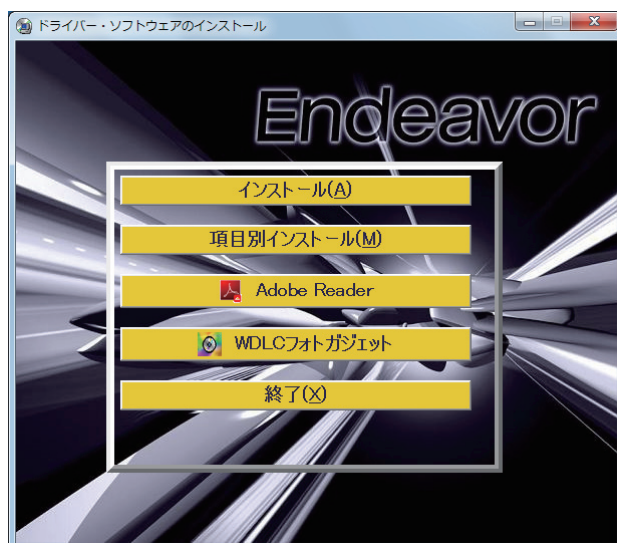 ドライバー・ソフトウェアのインストール
Endeavor
インストール(A)
項目別インストール(M)
Adobe Reader
WDLCフォトガジェット
終了(X)